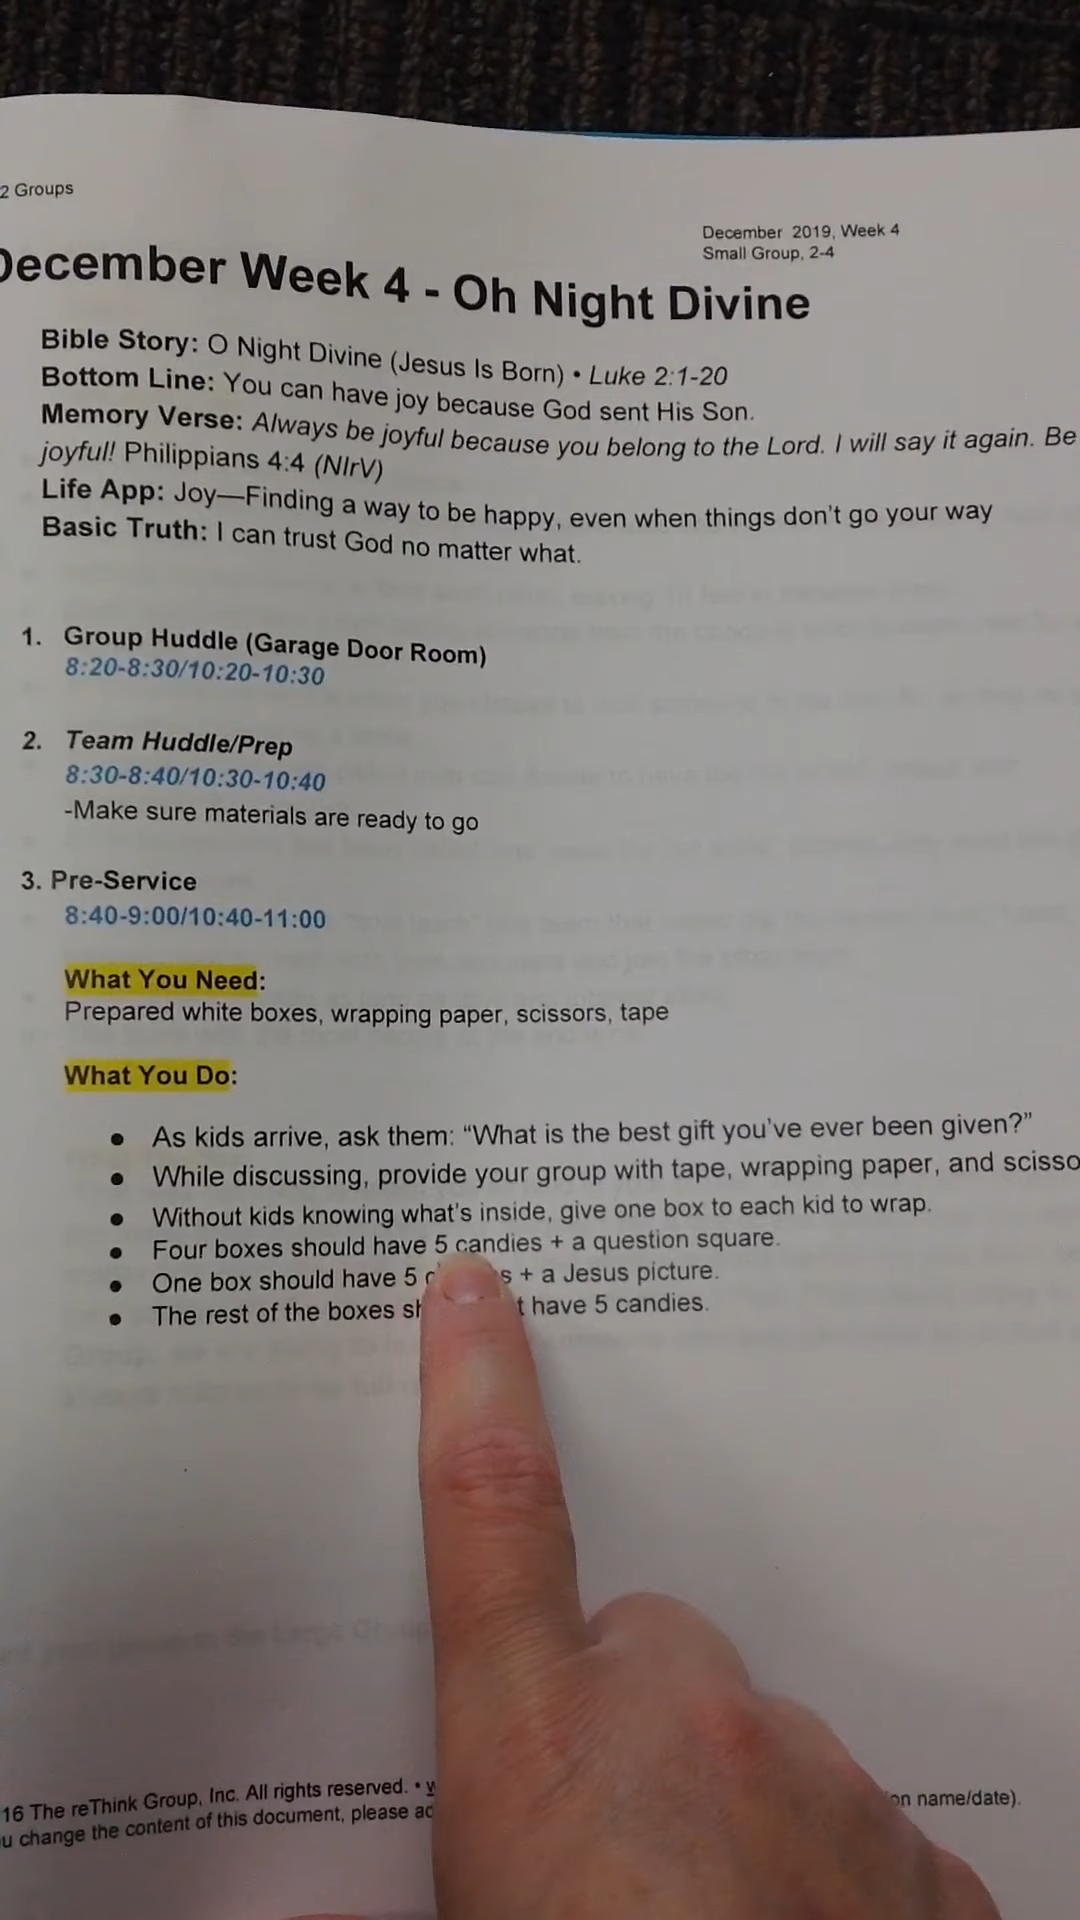 2 Groups
December 2019, Week 4
Small Group, 2-4
December Week 4 - Oh Night Divine
Bible Story: O Night Divine (Jesus Is Born) • Luke 2:1-20
Bottom Line: You can have joy because God sent His Son.
Memory Verse: Always be joyful because you belong to the Lord. I will say it again. Be
joyful! Philippians 4:4 (NIrV)
Life App: Joy—Finding a way to be happy, even when things don't go your way
Basic Truth: I can trust God no matter what.
1. Group Huddle (Garage Door Room)
8:20-8:30/10:20-10:30
2. Team Huddle/Prep
8:30-8:40/10:30-10:40
-Make sure materials are ready to go
3. Pre-Service
8:40-9:00/10:40-11:00
What You Need:
Prepared white boxes, wrapping paper, scissors, tape
What You Do:
• As kids arrive, ask them: “What is the best gift you've ever been given?”
• While discussing, provide your group with tape, wrapping paper, and scisso
• Without kids knowing what's inside, give one box to each kid to wrap.
• Four boxes should have 5 candies + a question square.
• One box should have 5 + a Jesus picture.
• The rest of the boxes have 5 candies.
16 The reThink Group, Inc. All rights reserved. • on name/date).
u change the content of this document, please